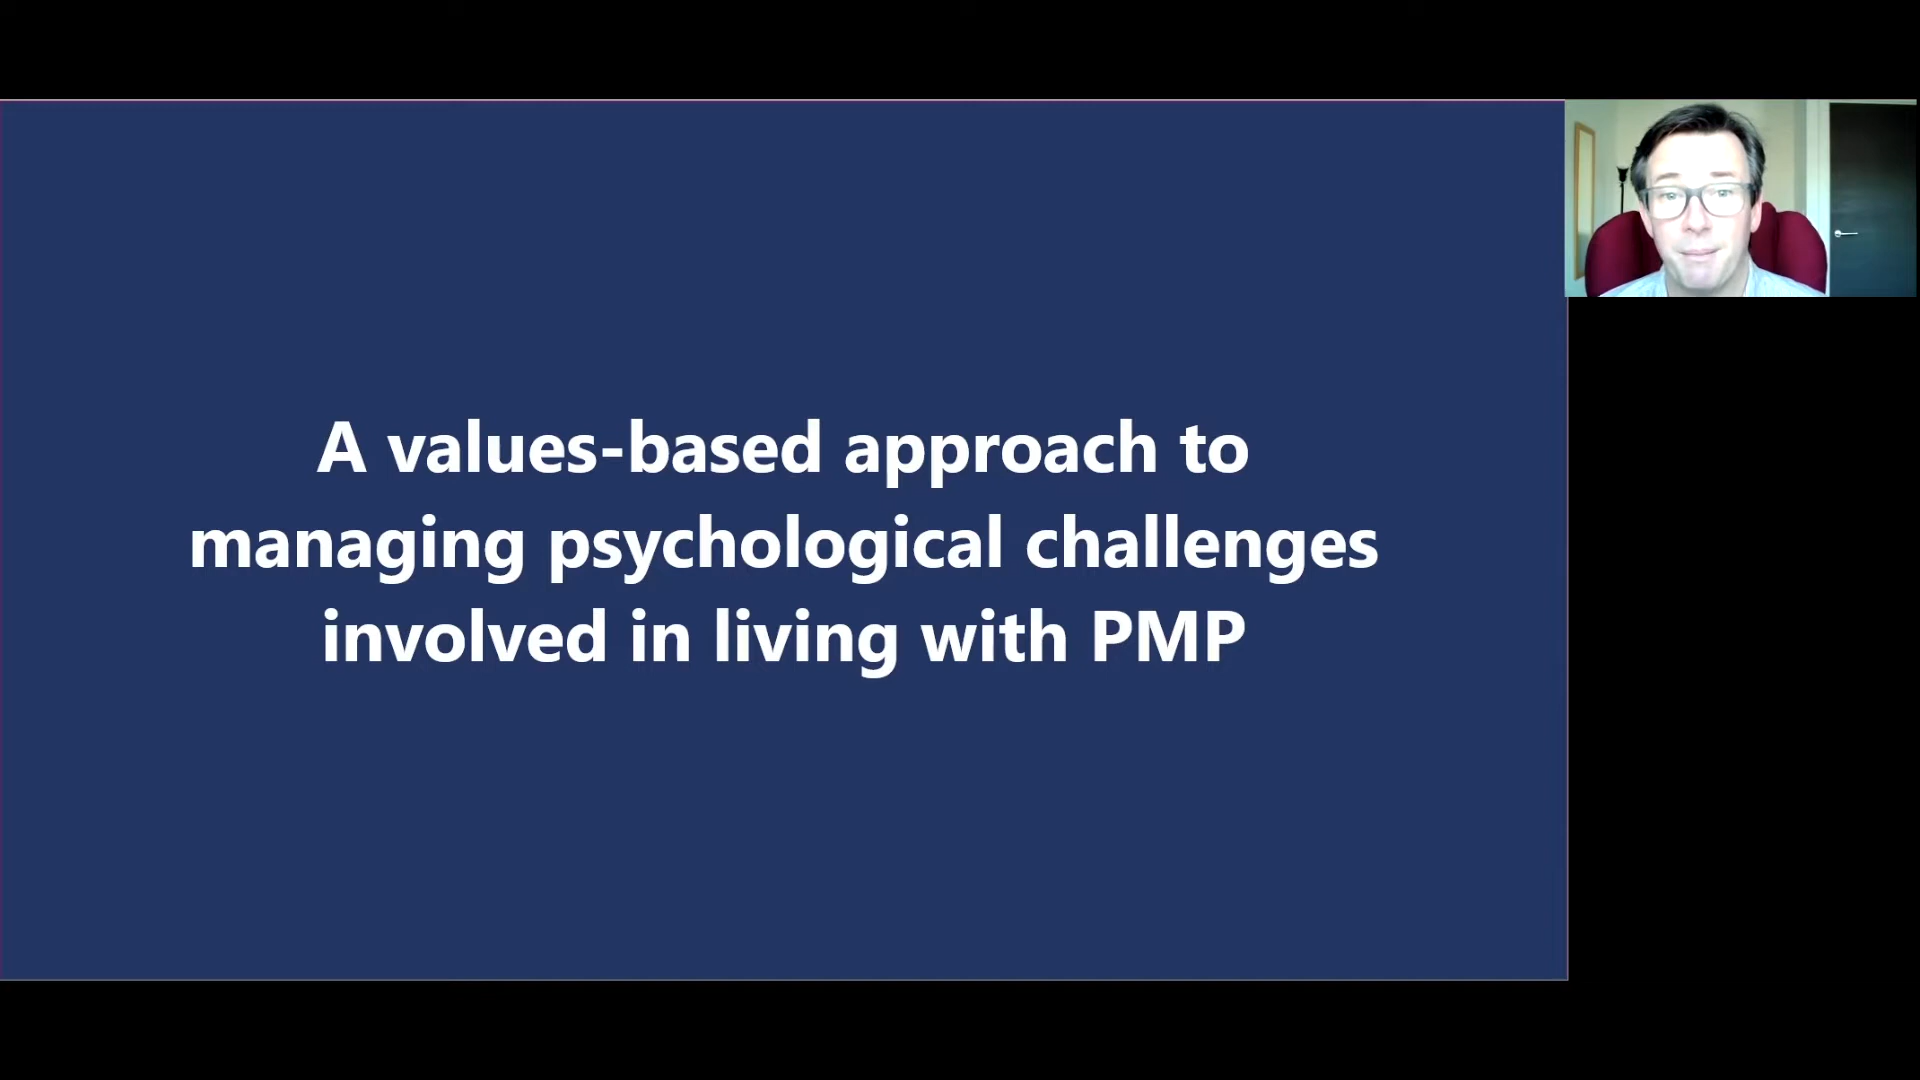 A values-based approach to
managing psychological challenges
involved in living with PMP